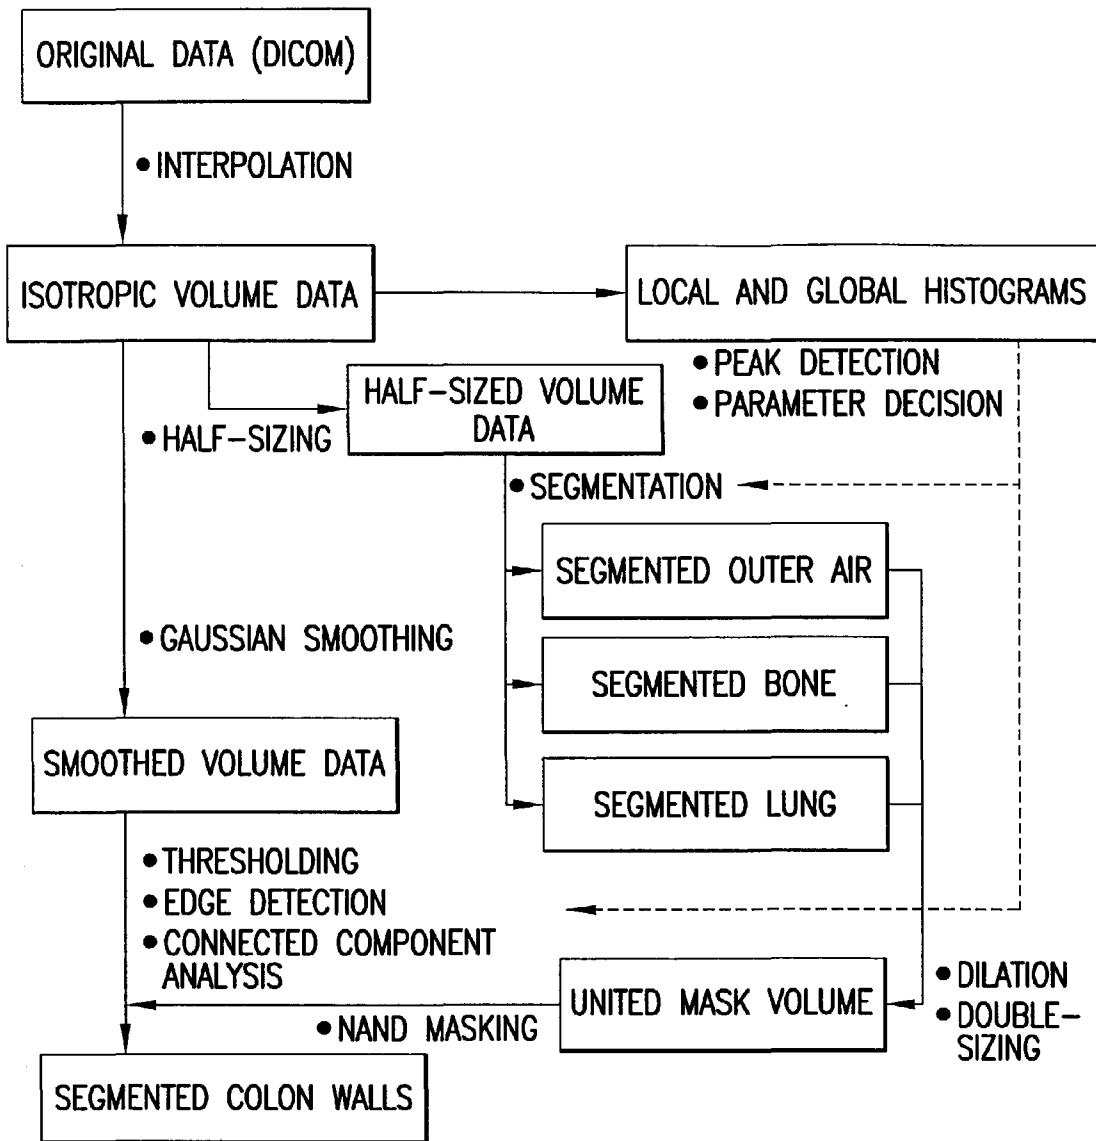 ORIGINAL DATA (DICOM)
● INTERPOLATION
ISOTROPIC VOLUME DATA
LOCAL AND GLOBAL HISTOGRAMS
● PEAK DETECTION
● PARAMETER DECISION
HALF-SIZED VOLUME
DATA
● HALF-SIZING
● SEGMENTATION
SEGMENTED OUTER AIR
● GAUSSIAN SMOOTHING
SEGMENTED BONE
SMOOTHED VOLUME DATA
SEGMENTED LUNG
● THRESHOLDING
● EDGE DETECTION
● CONNECTED COMPONENT
ANALYSIS
UNITED MASK VOLUME
● DILATION
● DOUBLE-
SIZING
● NAND MASKING
SEGMENTED COLON WALLS